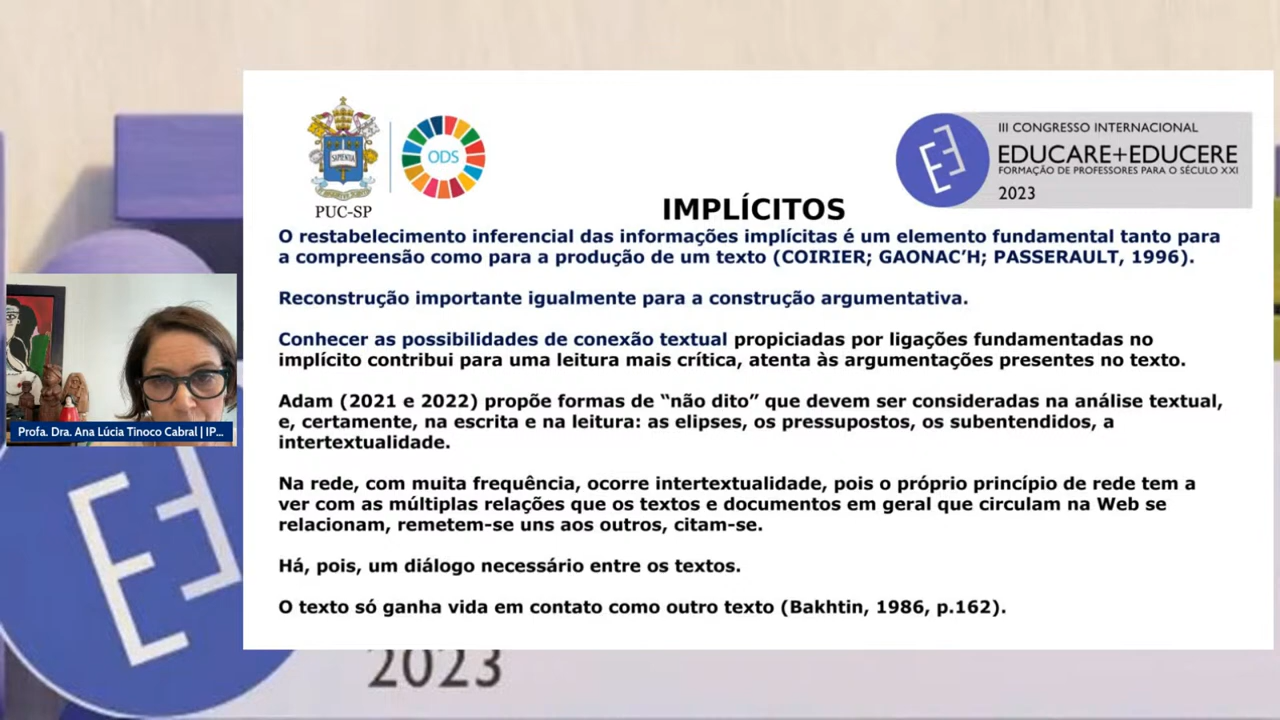 SAPIENTIA
PUC-SP
ODS
III CONGRESSO INTERNACIONAL
EDUCARE+EDUCERE
FORMAÇÃO DE PROFESSORES PARA O SÉCULO XXI
2023
IMPLÍCITOS
O restabelecimento inferencial das informações implícitas é um elemento fundamental tanto para
a compreensão como para a produção de um texto (COIRIER; GAONAC’H; PASSERAULT, 1996).
Reconstrução importante igualmente para a construção argumentativa.
Conhecer as possibilidades de conexão textual propiciadas por ligações fundamentadas no
implícito contribui para uma leitura mais crítica, atenta às argumentações presentes no texto.
Adam (2021 e 2022) propõe formas de “não dito” que devem ser consideradas na análise textual,
e, certamente, na escrita e na leitura: as elipses, os pressupostos, os subentendidos, a
intertextualidade.
Na rede, com muita frequência, ocorre intertextualidade, pois o próprio princípio de rede tem a
ver com as múltiplas relações que os textos e documentos em geral que circulam na Web se
relacionam, remetem-se uns aos outros, citam-se.
Há, pois, um diálogo necessário entre os textos.
O texto só ganha vida em contato como outro texto (Bakhtin, 1986, p.162).
Profa. Dra. Ana Lúcia Tinoco Cabral | IP...
2023